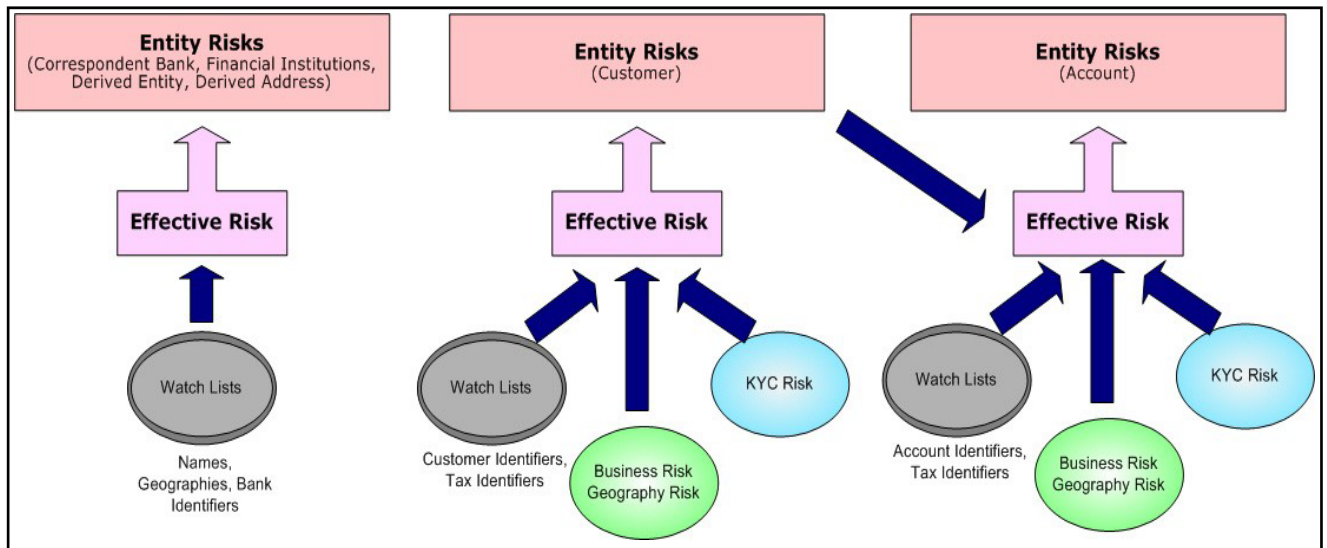 Entity Risks
(Correspondent Bank, Financial Institutions,
Derived Entity, Derived Address)
Effective Risk
Watch Lists
Names,
Geographies, Bank
Identifiers
Entity Risks
(Customer)
Effective Risk
Watch Lists
Customer Identifiers,
Tax Identifiers
Business Risk
Geography Risk
KYC Risk
Entity Risks
(Account)
Effective Risk
Watch Lists
Account Identifiers,
Tax Identifiers
Business Risk
Geography Risk
KYC Risk